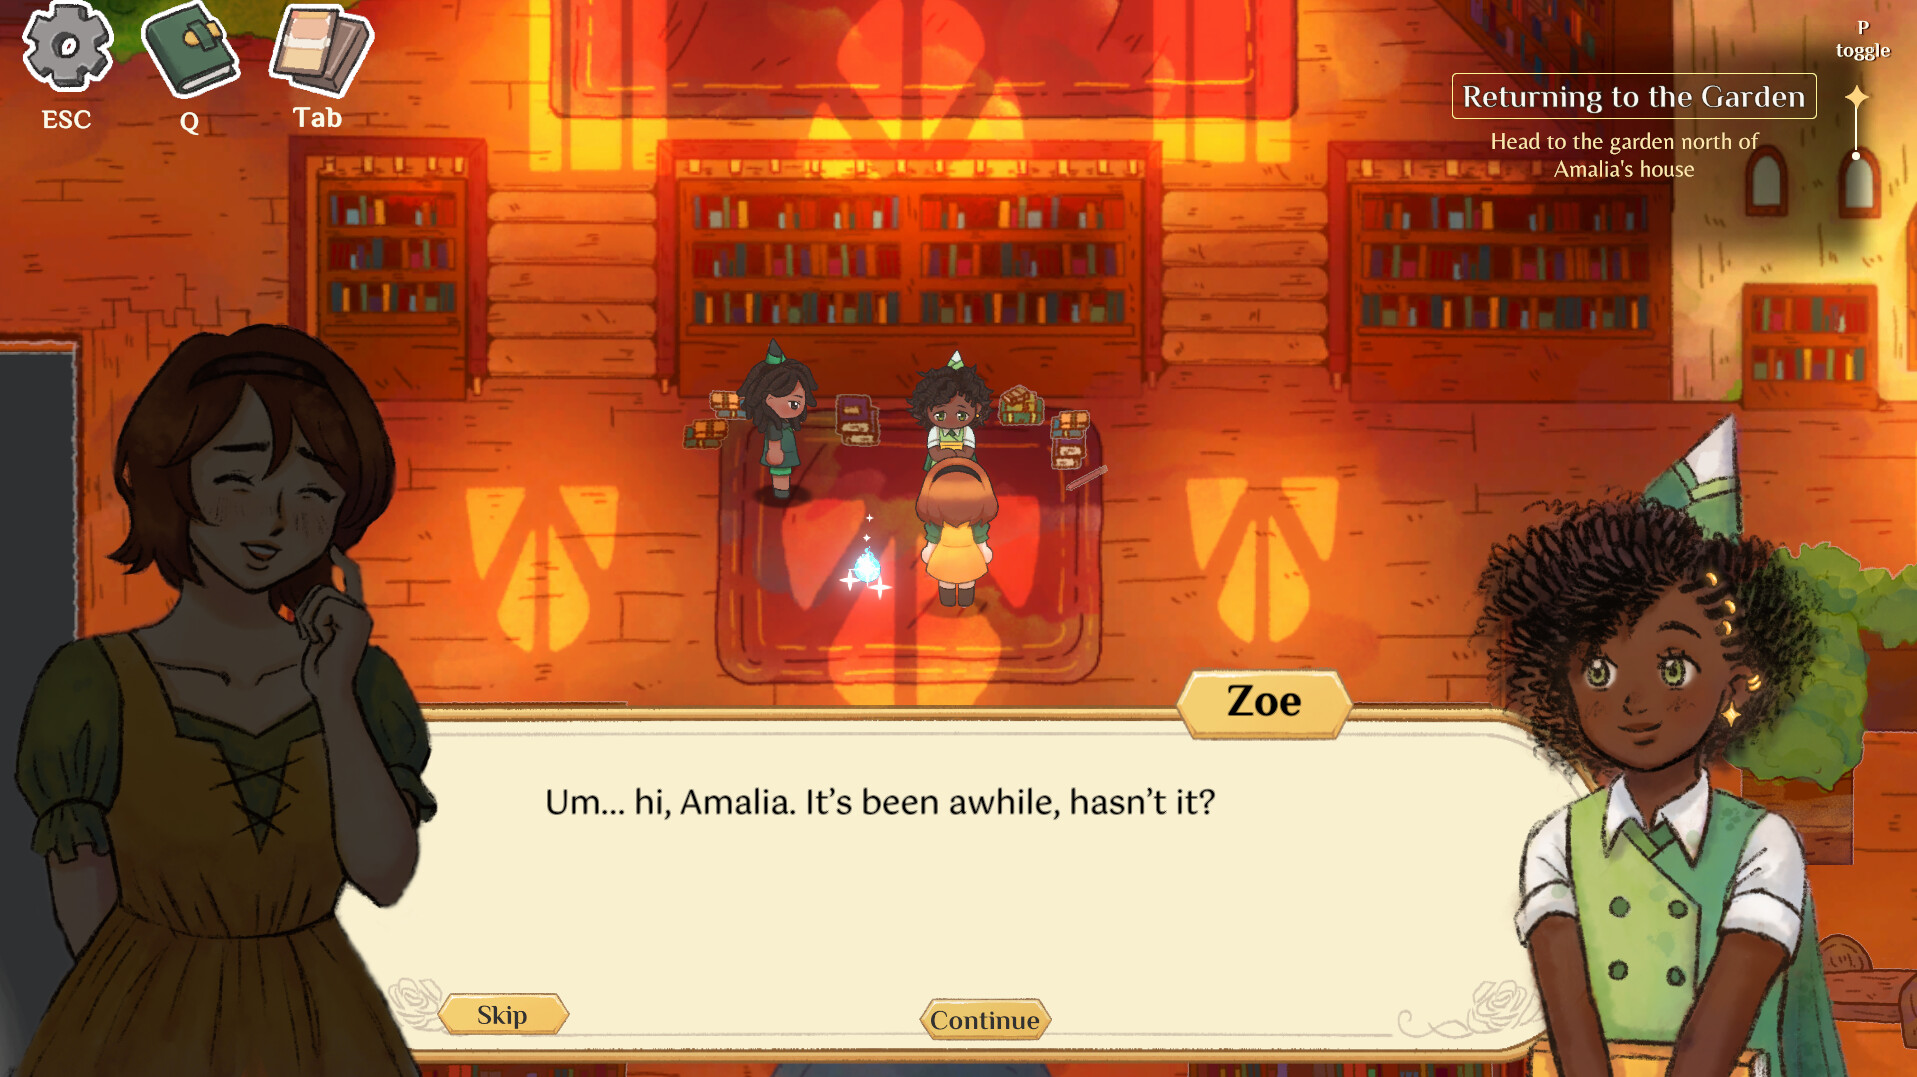 ESC
Q
Tab
P
toggle
Returning to the Garden
Head to the garden north of
Amalia's house
Zoe
Um... hi, Amalia. It’s been awhile, hasn’t it?
Skip
Continue